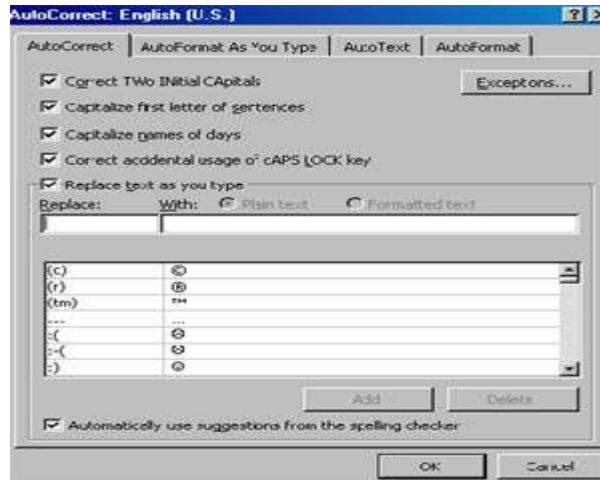 AutoCorrect: English (U.S.)
AutoCorrect AutoFormat As You Type AutoText AutoFormat
Correct TWo INitial CApitals Exceptions...
Capitalize first letter of sentences
Capitalize names of days
Correct accidental usage of cAPS LOCK key
Replace text as you type
Replace: With: Plain text Formatted text
(c) ©
(r) ®
(tm) ™
... …
:( ☹
:-( ☹
:) ☺
Add Delete
Automatically use suggestions from the spelling checker
OK Cancel